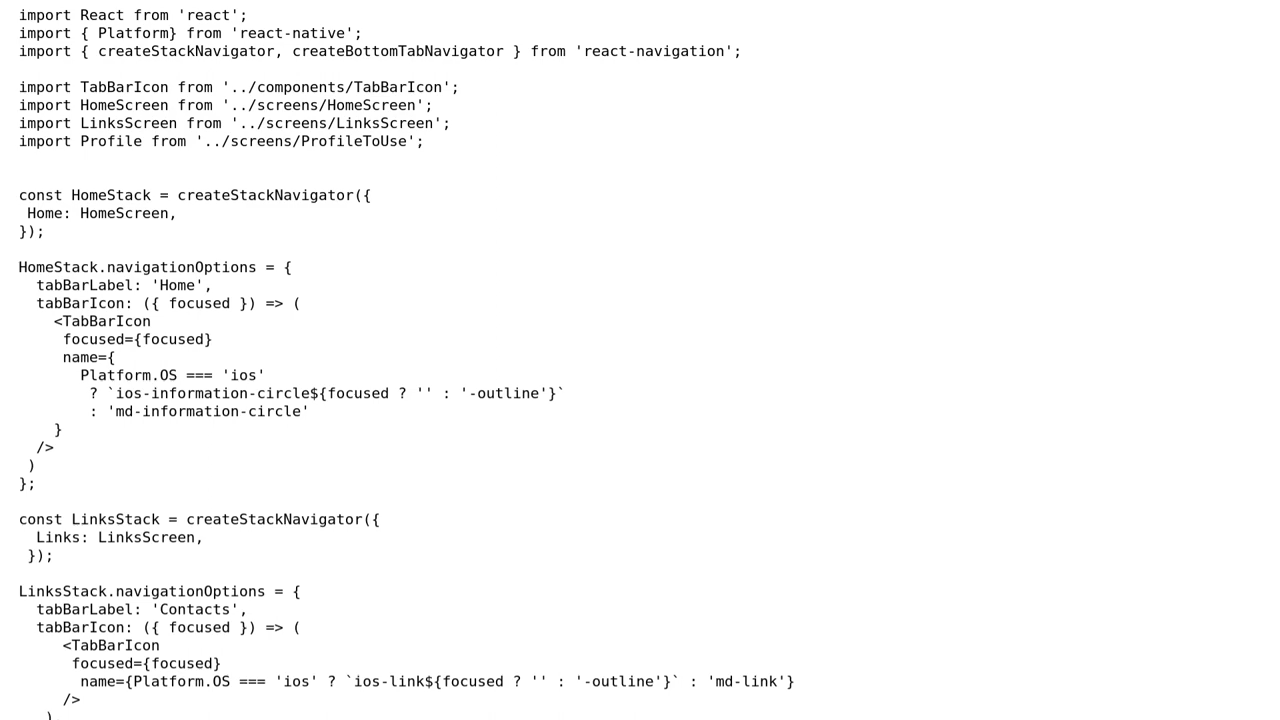 import React from 'react';
import { Platform} from 'react-native';
import { createStackNavigator, createBottomTabNavigator } from 'react-navigation';

import TabBarIcon from '../components/TabBarIcon';
import HomeScreen from '../screens/HomeScreen';
import LinksScreen from '../screens/LinksScreen';
import Profile from '../screens/ProfileToUse';


const HomeStack = createStackNavigator({
 Home: HomeScreen,
});

HomeStack.navigationOptions = {
  tabBarLabel: 'Home',
  tabBarIcon: ({ focused }) => (
    <TabBarIcon
     focused={focused}
     name={
       Platform.OS === 'ios'
        ? `ios-information-circle${focused ? '' : '-outline'}`
        : 'md-information-circle'
    }
  />
 )
};

const LinksStack = createStackNavigator({
  Links: LinksScreen,
 });

LinksStack.navigationOptions = {
  tabBarLabel: 'Contacts',
  tabBarIcon: ({ focused }) => (
     <TabBarIcon
      focused={focused}
       name={Platform.OS === 'ios' ? `ios-link${focused ? '' : '-outline'}` : 'md-link'}
     />
   ),